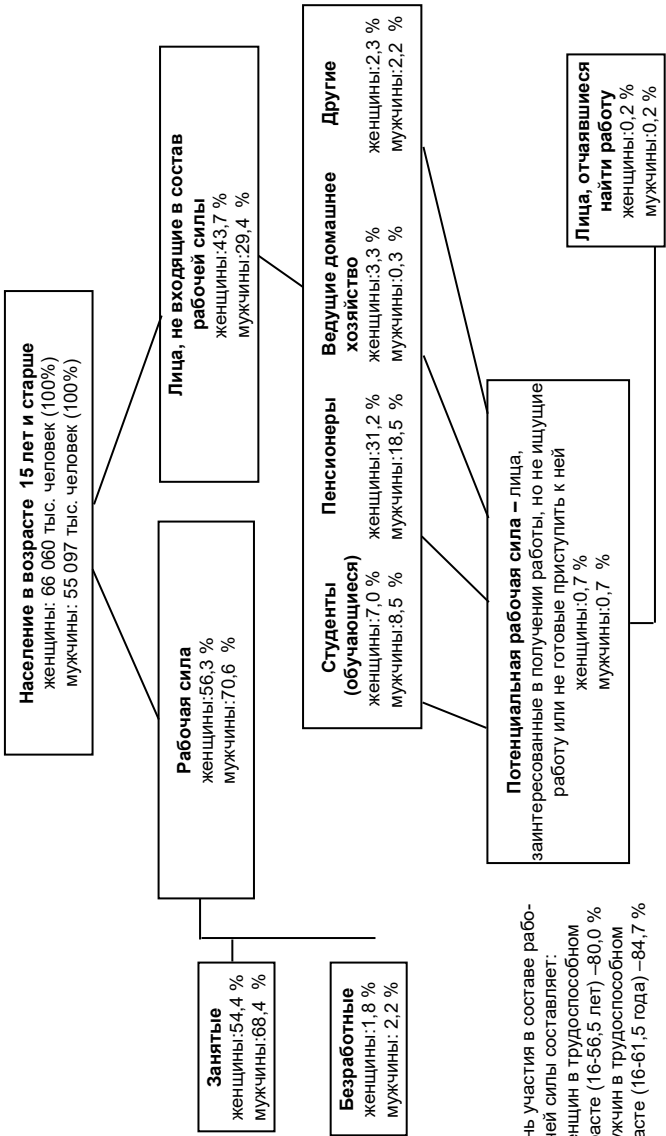 Население в возрасте 15 лет и старше
женщины: 66 060 тыс. человек (100%)
мужчины: 55 097 тыс. человек (100%)
Рабочая сила
женщины:56,3 %
мужчины:70,6 %
Лица, не входящие в состав
рабочей силы
женщины:43,7 %
мужчины:29,4 %
Занятые
женщины:54,4 %
мужчины:68,4 %
Безработные
женщины:1,8 %
мужчины: 2,2 %
Студенты
(обучающиеся)
женщины:7,0 %
мужчины:8,5 %
Пенсионеры
женщины:31,2 %
мужчины:18,5 %
Ведущие домашнее
хозяйство
женщины:3,3 %
мужчины:0,3 %
Другие
женщины:2,3 %
мужчины:2,2 %
Потенциальная рабочая сила – лица,
заинтересованные в получении работы, но не ищущие
работу или не готовые приступить к ней
женщины:0,7 %
мужчины:0,7 %
Лица, отчаявшиеся
найти работу
женщины:0,2 %
мужчины:0,2 %
нь участия в составе рабо-
чей силы составляет:
енщин в трудоспособном
расте (16-56,5 лет) –80,0 %
жчин в трудоспособном
расте (16-61,5 года) –84,7 %